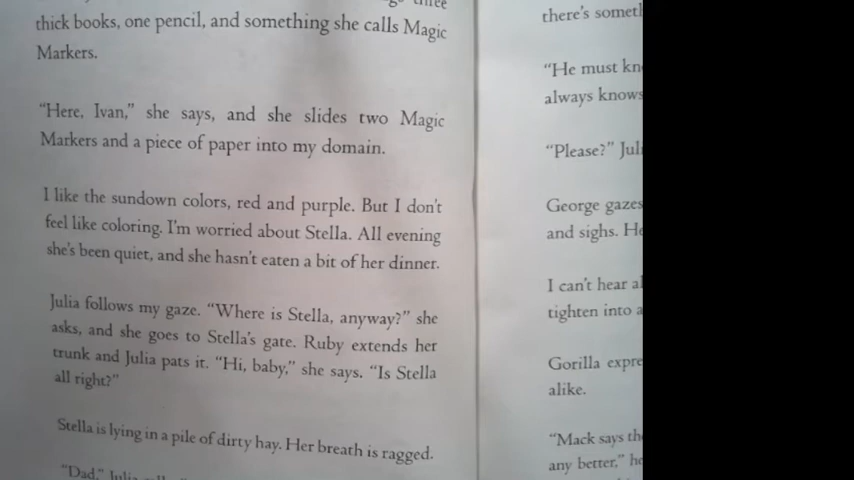 three
thick books, one pencil, and something she calls Magic
Markers.
“Here, Ivan,” she says, and she slides two Magic
Markers and a piece of paper into my domain.
I like the sundown colors, red and purple. But I don’t
feel like coloring. I’m worried about Stella. All evening
she’s been quiet, and she hasn’t eaten a bit of her dinner.
Julia follows my gaze. “Where is Stella, anyway?” she
asks, and she goes to Stella’s gate. Ruby extends her
trunk and Julia pats it. “Hi, baby,” she says. “Is Stella
all right?”
Stella is lying in a pile of dirty hay. Her breath is ragged.
“Dad,” Julia
there’s
“He must
always knows
“Please?”
George gazes
and sighs.
I can’t hear
tighten into a
Gorilla
alike.
“Mack says
any better,”